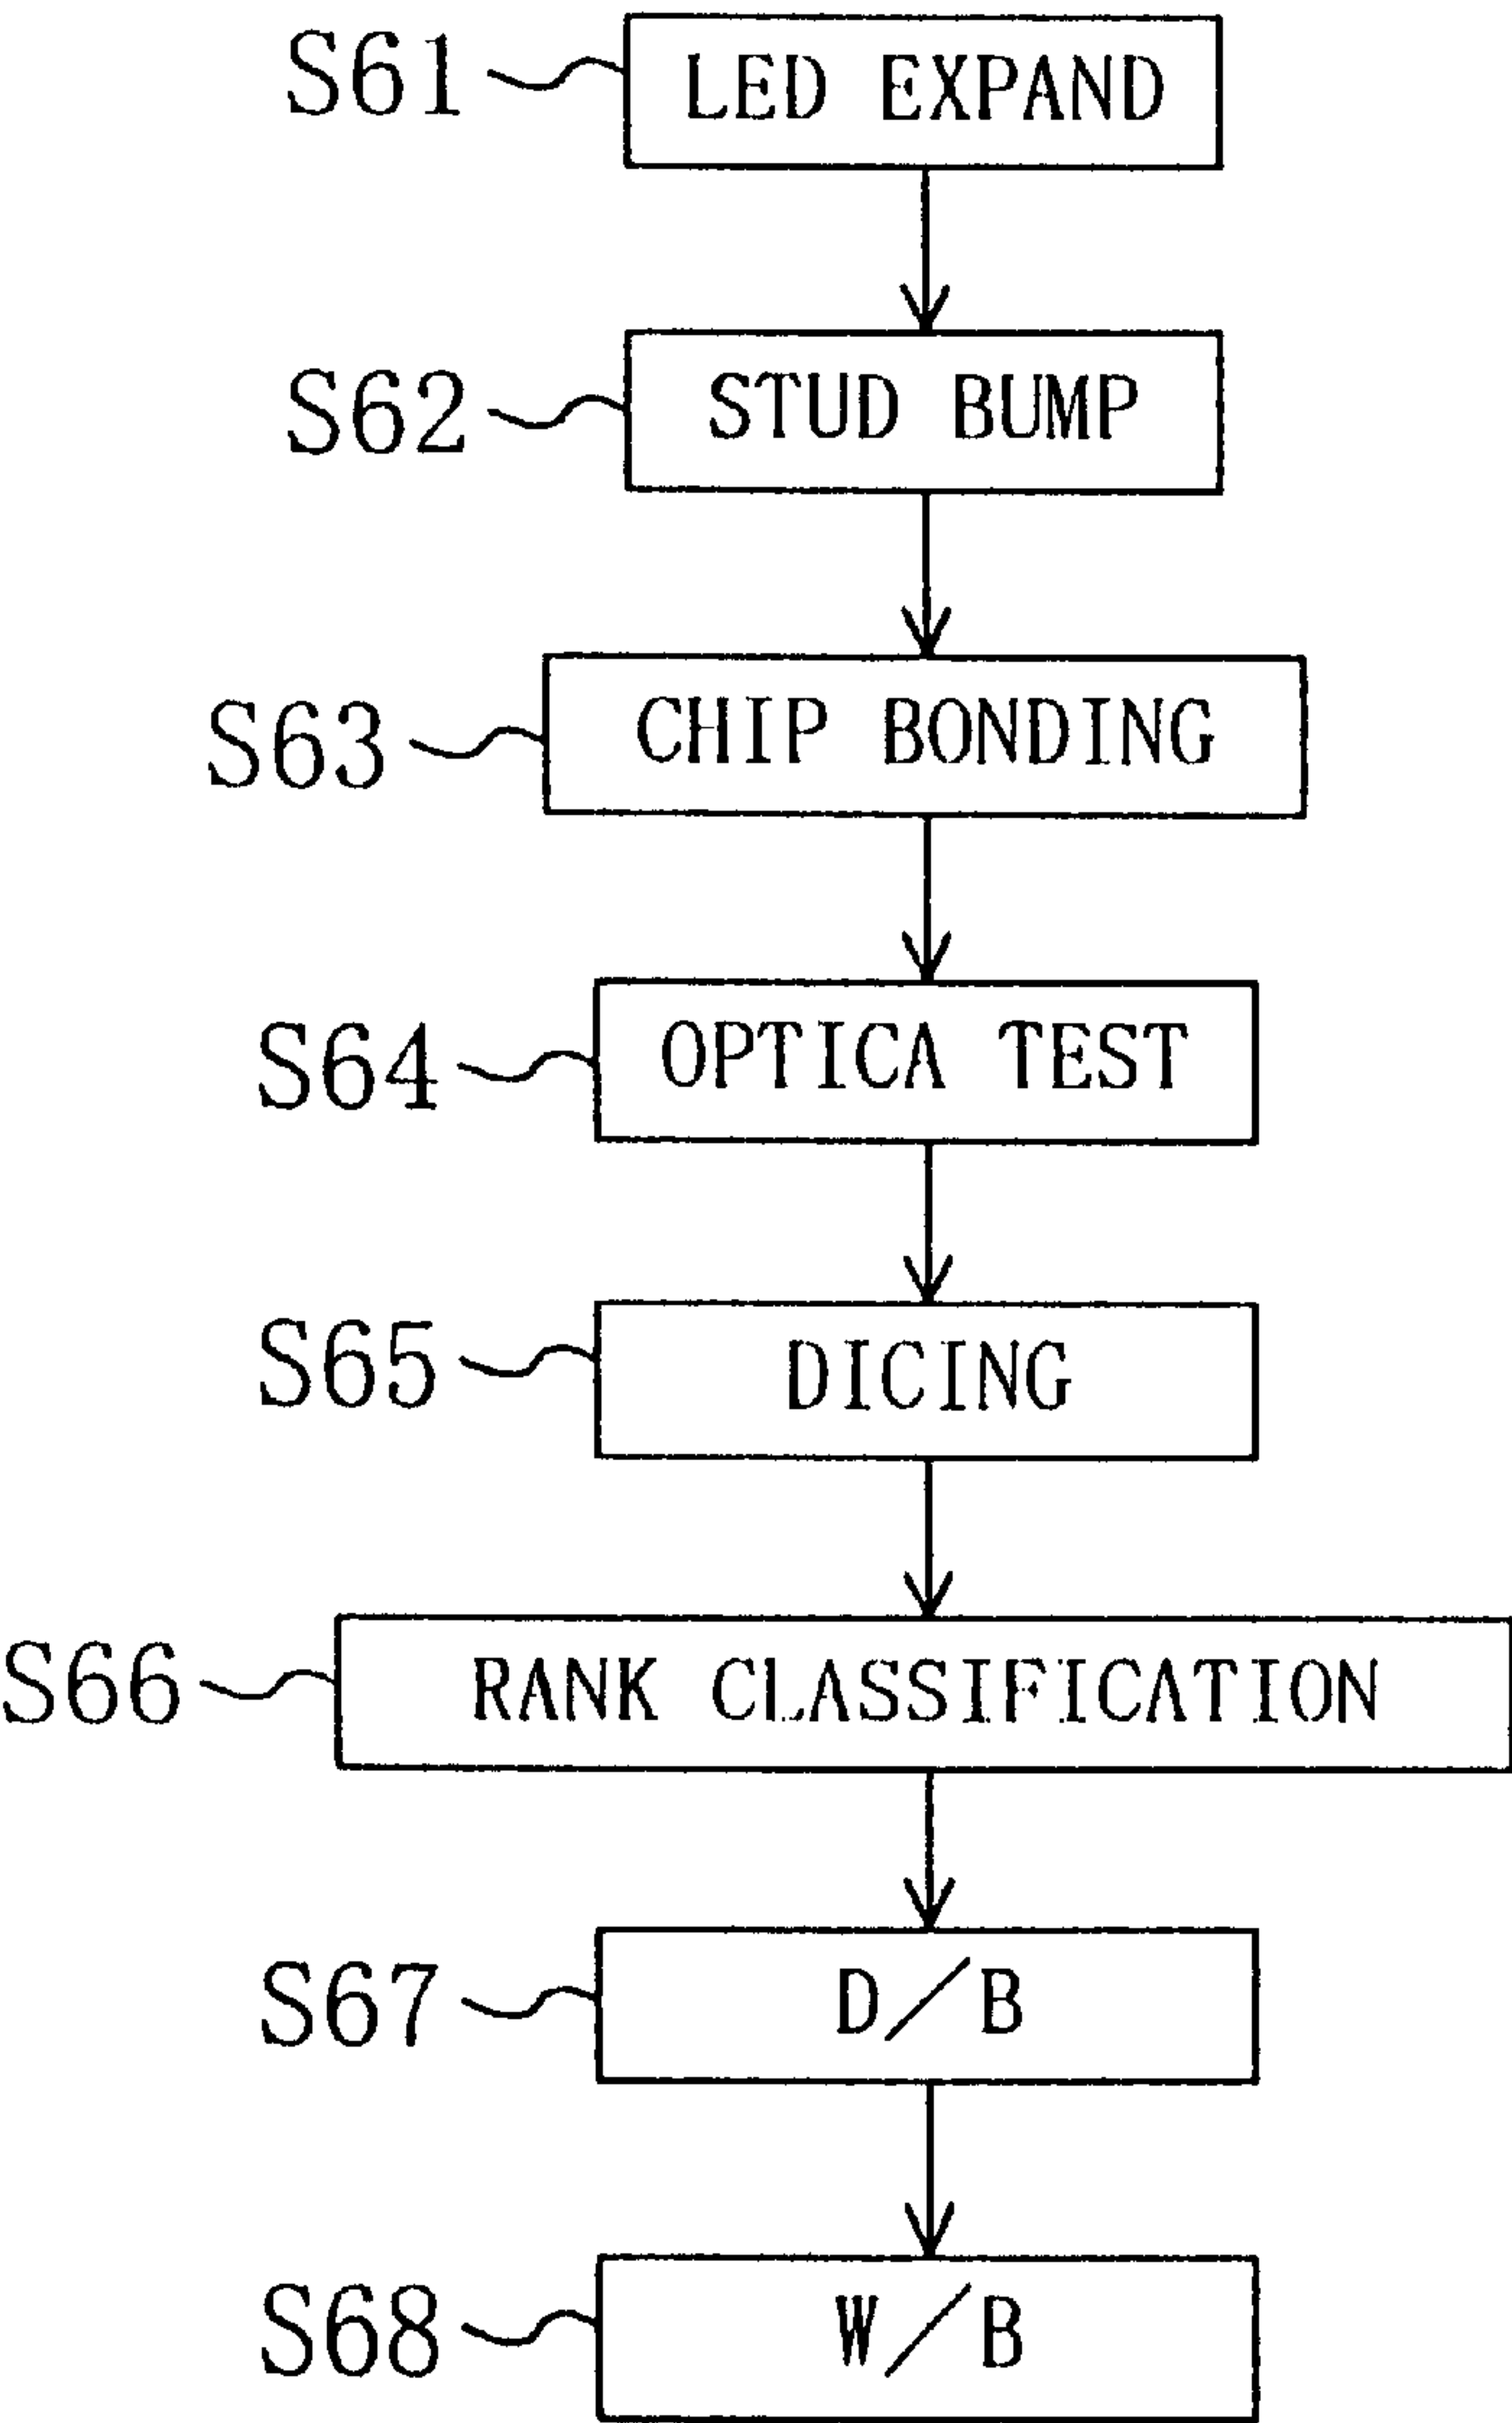 S61 LED EXPAND
S62 STUD BUMP
S63 CHIP BONDING
S64 OPTICA TEST
S65 DICING
S66 RANK CLASSIFICATION
S67 D/B
S68 W/B